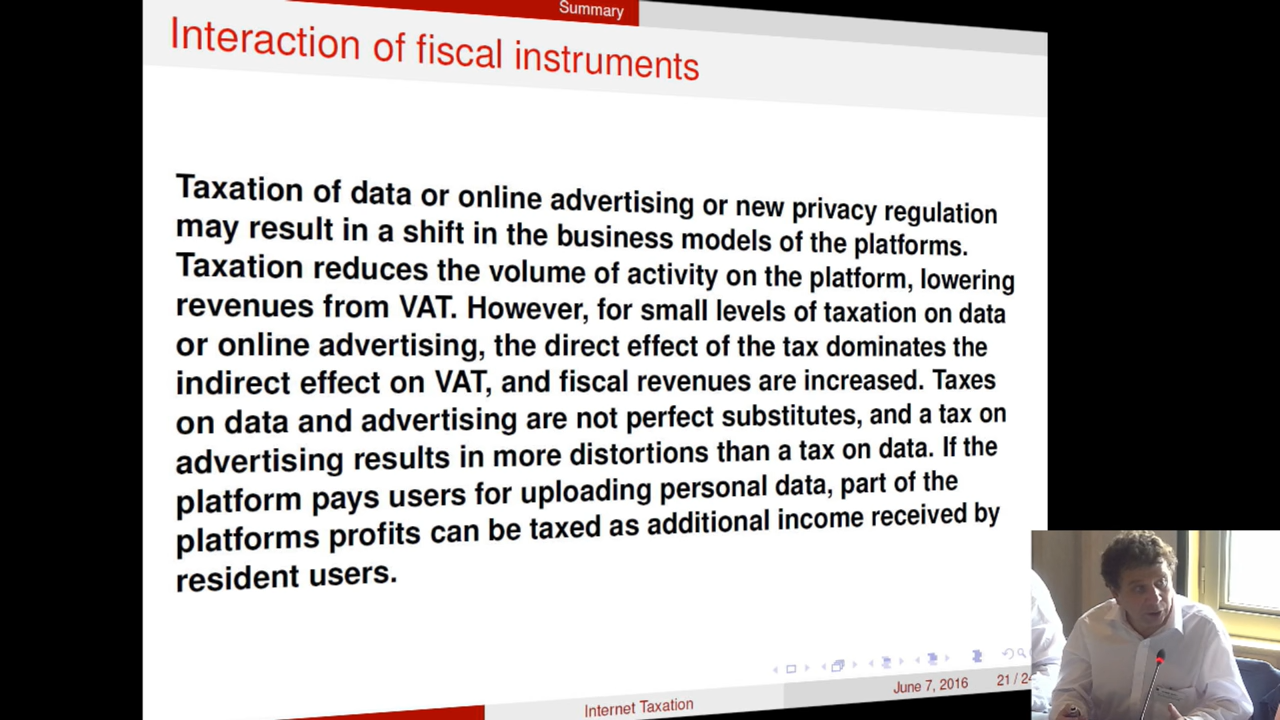 Summary
Interaction of fiscal instruments
Taxation of data or online advertising or new privacy regulation
may result in a shift in the business models of the platforms.
Taxation reduces the volume of activity on the platform, lowering
revenues from VAT. However, for small levels of taxation on data
or online advertising, the direct effect of the tax dominates the
indirect effect on VAT, and fiscal revenues are increased. Taxes
on data and advertising are not perfect substitutes, and a tax on
advertising results in more distortions than a tax on data. If the
platform pays users for uploading personal data, part of the
platforms profits can be taxed as additional income received by
resident users.
Internet Taxation
June 7, 2016
21 /